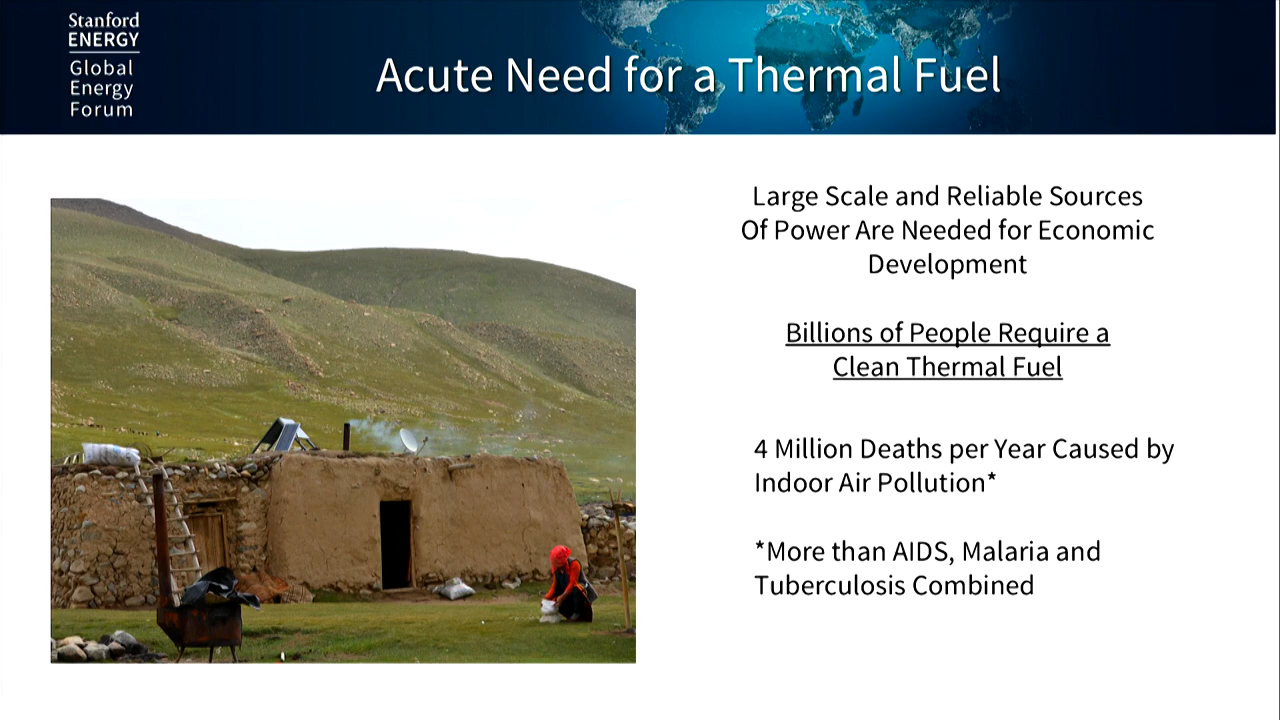 Stanford
ENERGY
Global
Energy
Forum
Acute Need for a Thermal Fuel
Large Scale and Reliable Sources
Of Power Are Needed for Economic
Development
Billions of People Require a
Clean Thermal Fuel
4 Million Deaths per Year Caused by
Indoor Air Pollution*
*More than AIDS, Malaria and
Tuberculosis Combined